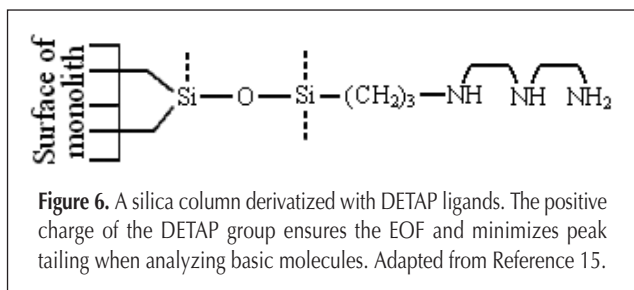 Surface of
monolith
Si—O—Si—(CH₂)₃—NH NH NH₂
Figure 6. A silica column derivatized with DETAP ligands. The positive
charge of the DETAP group ensures the EOF and minimizes peak
tailing when analyzing basic molecules. Adapted from Reference 15.